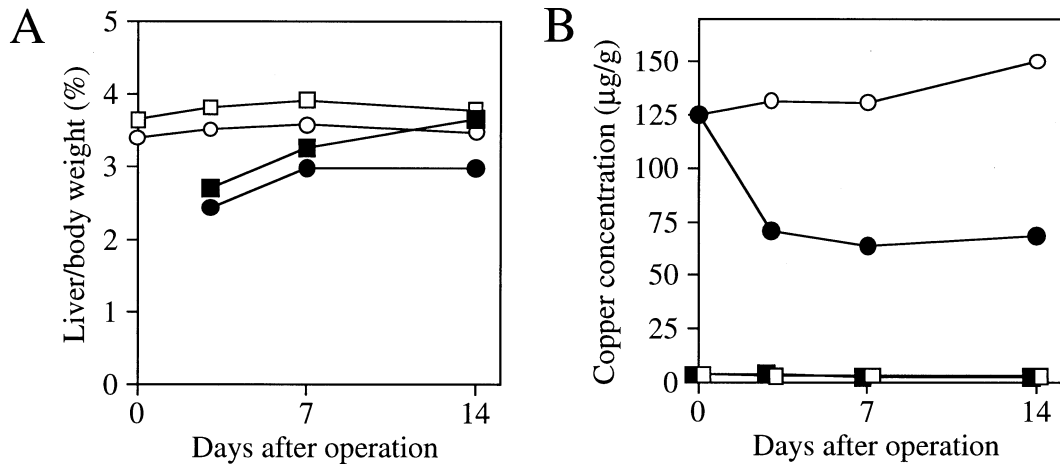 A
Liver/body weight (%)
5
4
3
2
1
0
0 7 14
Days after operation
B
Copper concentration (µg/g)
150
125
100
75
50
25
0
0 7 14
Days after operation